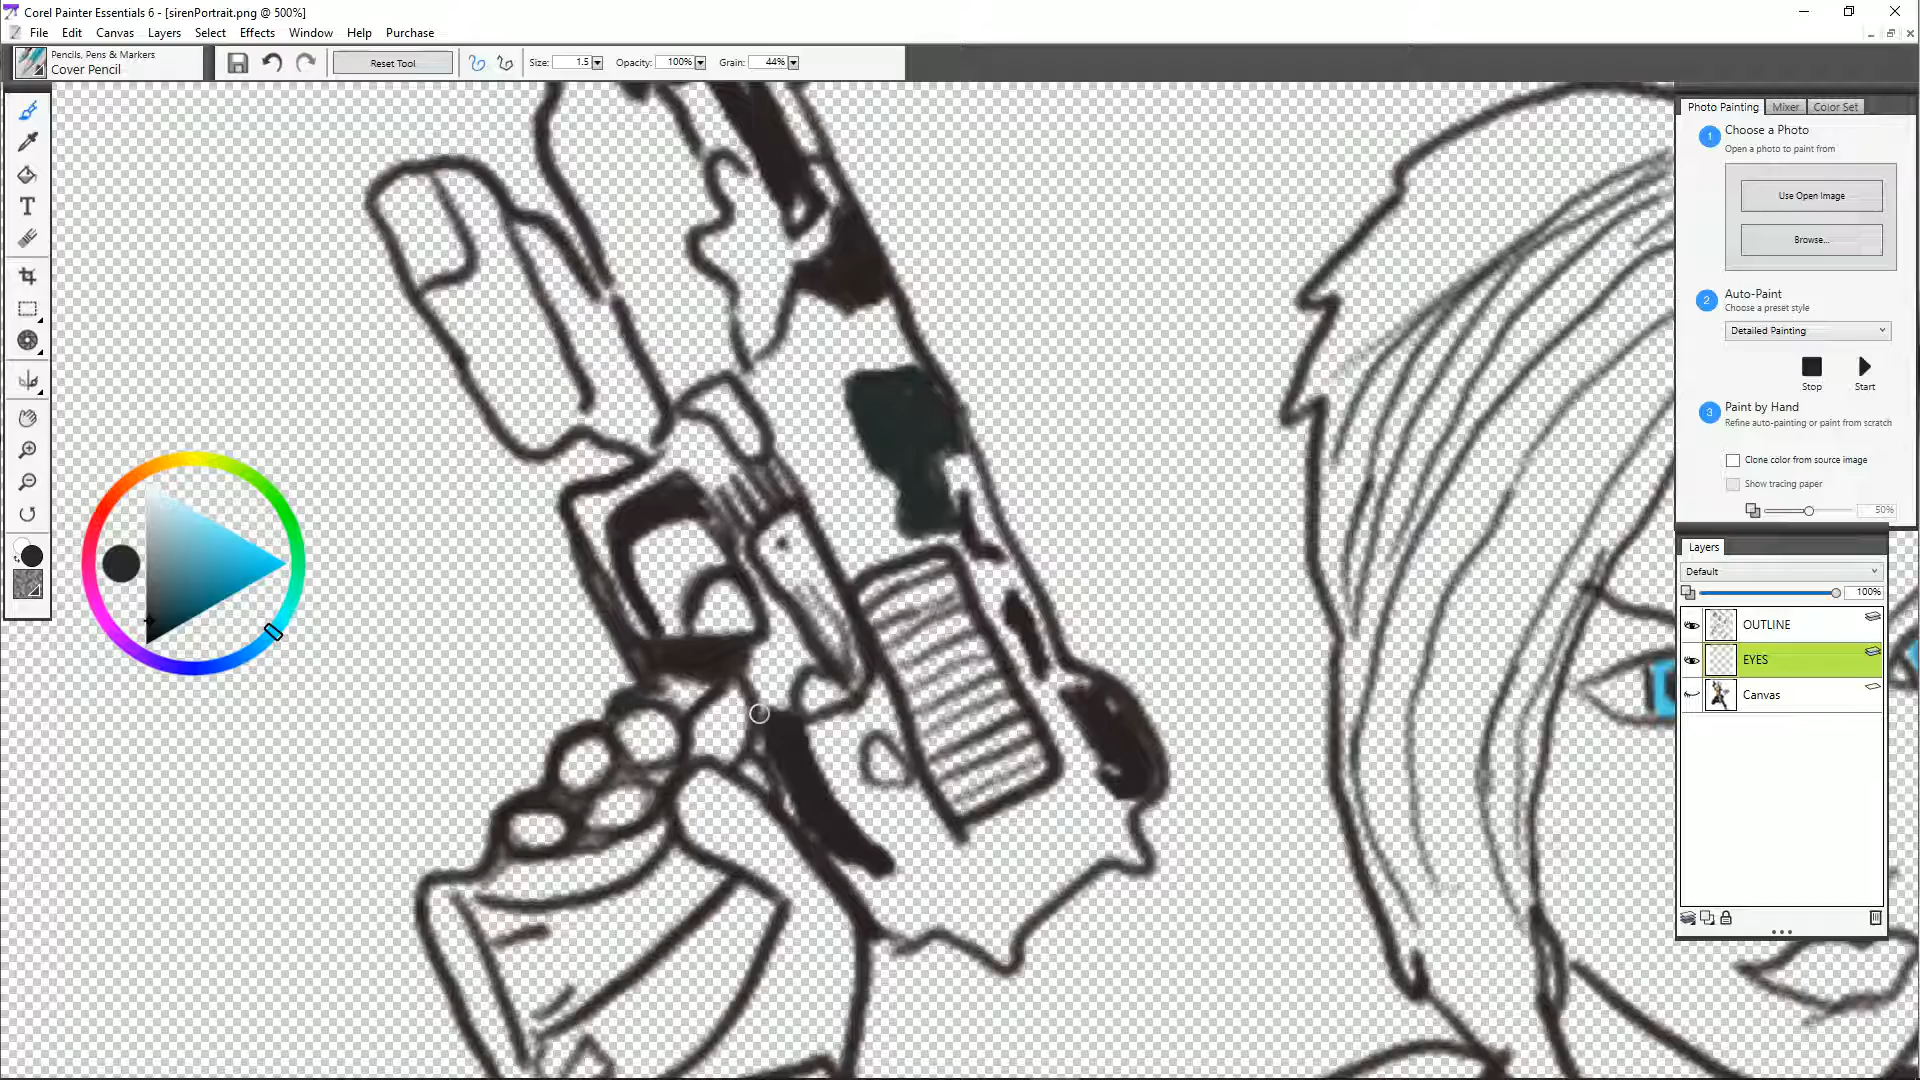 Corel Painter Essentials 6 - [sirenPortrait.png @ 500%]
File Edit Canvas Layers Select Effects Window Help Purchase
Pencils, Pens & Markers
Cover Pencil
Reset Tool
Size: 1.5
Opacity: 100%
Grain: 44%
Photo Painting Mixer Color Set
1 Choose a Photo
Open a photo to paint from
Use Open Image
Browse...
2 Auto-Paint
Choose a preset style
Detailed Painting
Stop Start
3 Paint by Hand
Refine auto-painting or paint from scratch
Clone color from source image
Show tracing paper
50%
Layers
Default
100%
OUTLINE
EYES
Canvas
T